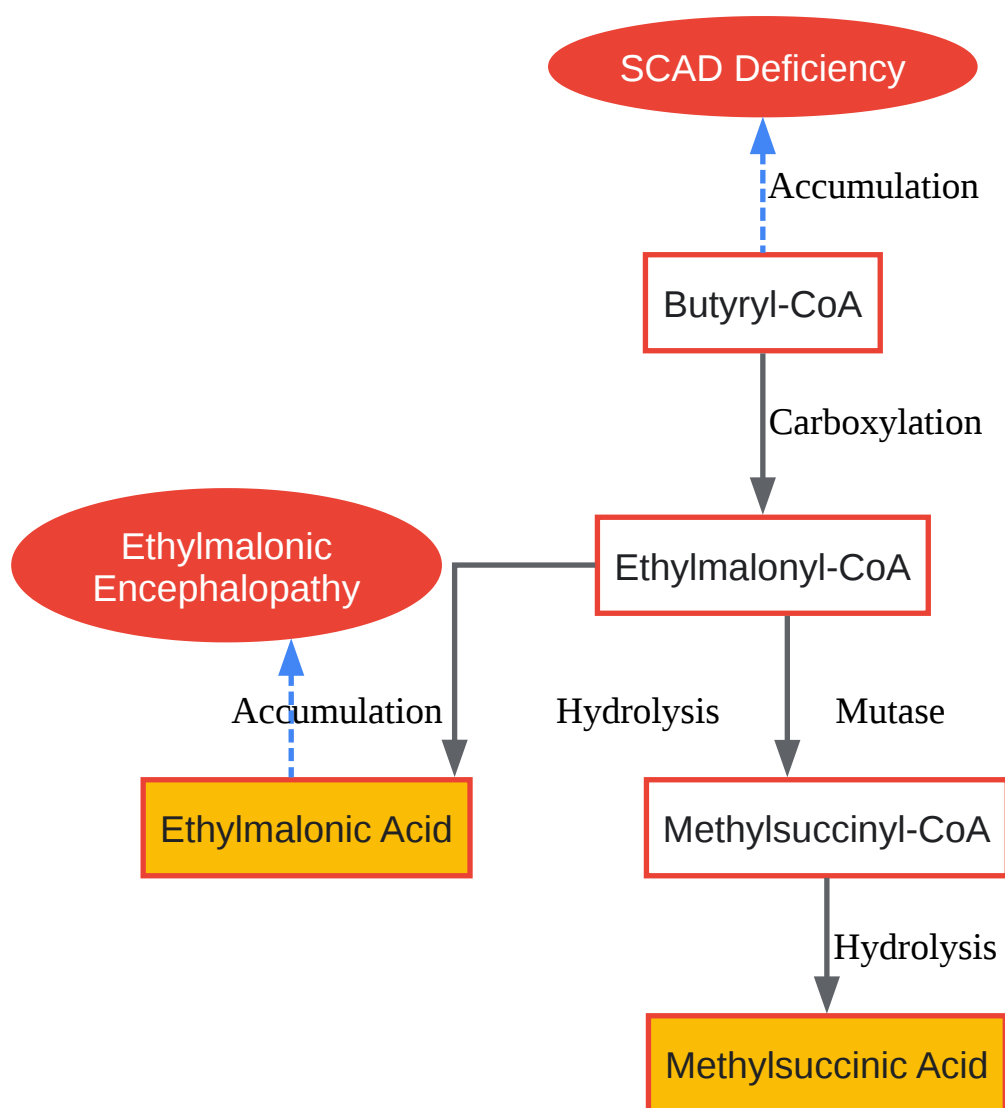 SCAD Deficiency
Accumulation
Butyryl-CoA
Carboxylation
Ethylmalonic
Encephalopathy
Ethylmalonyl-CoA
Accumulation
Hydrolysis
Mutase
Ethylmalonic Acid
Methylsuccinyl-CoA
Hydrolysis
Methylsuccinic Acid